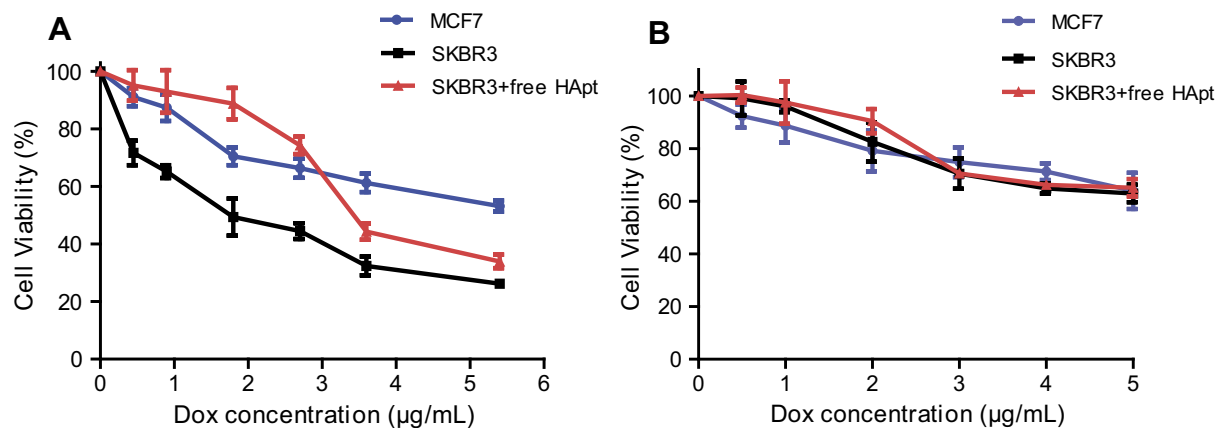 A
MCF7
SKBR3
SKBR3+free HApt
100
80
60
40
20
0
Cell Viability (%)
0 1 2 3 4 5 6
Dox concentration (µg/mL)
B
MCF7
SKBR3
SKBR3+free HApt
100
80
60
40
20
0
Cell Viability (%)
0 1 2 3 4 5
Dox concentration (µg/mL)